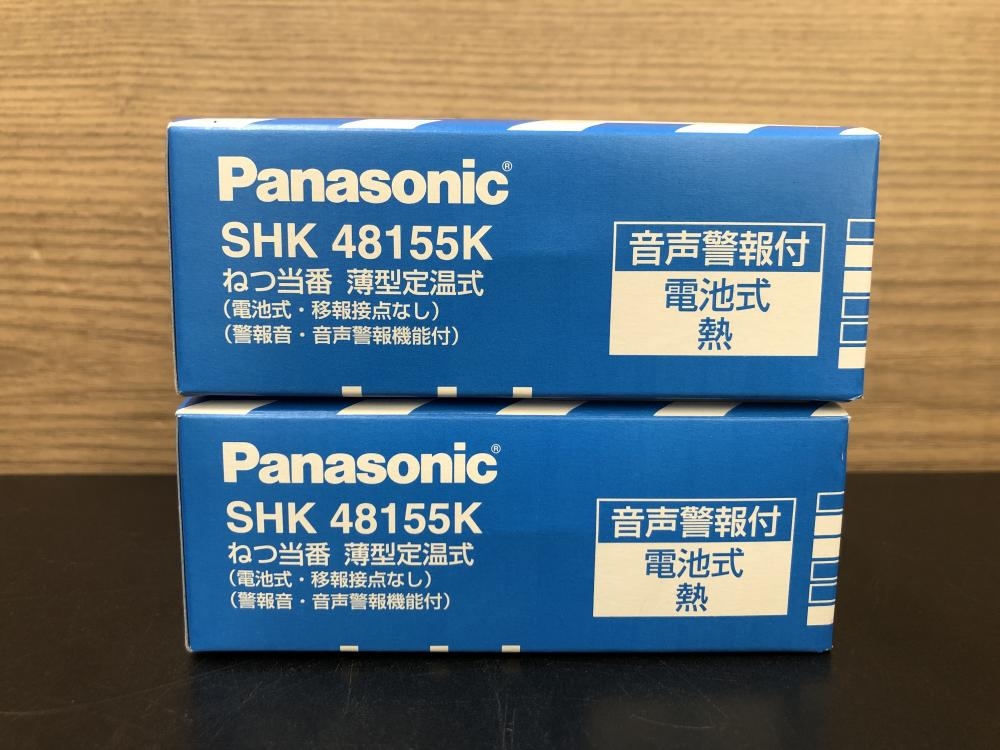 Panasonic®
SHK 48155K
ねつ当番 薄型定温式
(電池式・移報接点なし)
(警報音・音声警報機能付)
音声警報付
電池式
熱
Panasonic®
SHK 48155K
ねつ当番 薄型定温式
(電池式・移報接点なし)
(警報音・音声警報機能付)
音声警報付
電池式
熱